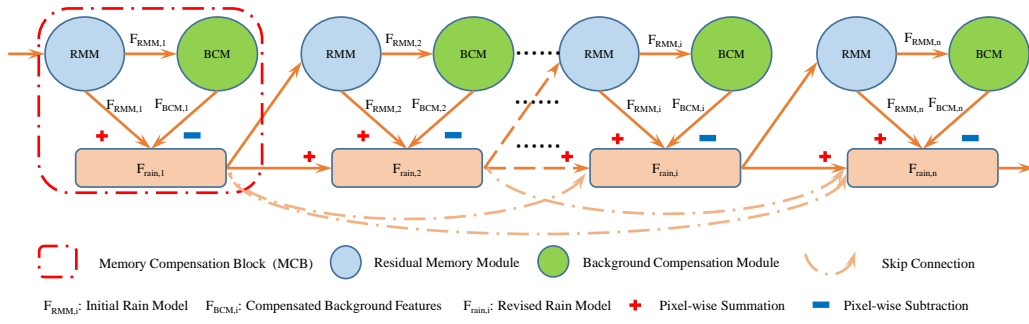 RMM F_RMM,1 BCM RMM F_RMM,2 BCM RMM F_RMM,i BCM RMM F_RMM,n BCM
F_RMM,1 F_BCM,1 F_RMM,2 F_BCM,2 F_RMM,i F_BCM,i F_RMM,n F_BCM,n
F_rain,1 F_rain,2 F_rain,i F_rain,n
Memory Compensation Block (MCB) Residual Memory Module Background Compensation Module Skip Connection
F_RMM,i: Initial Rain Model F_BCM,i: Compensated Background Features F_rain,i: Revised Rain Model Pixel-wise Summation Pixel-wise Subtraction